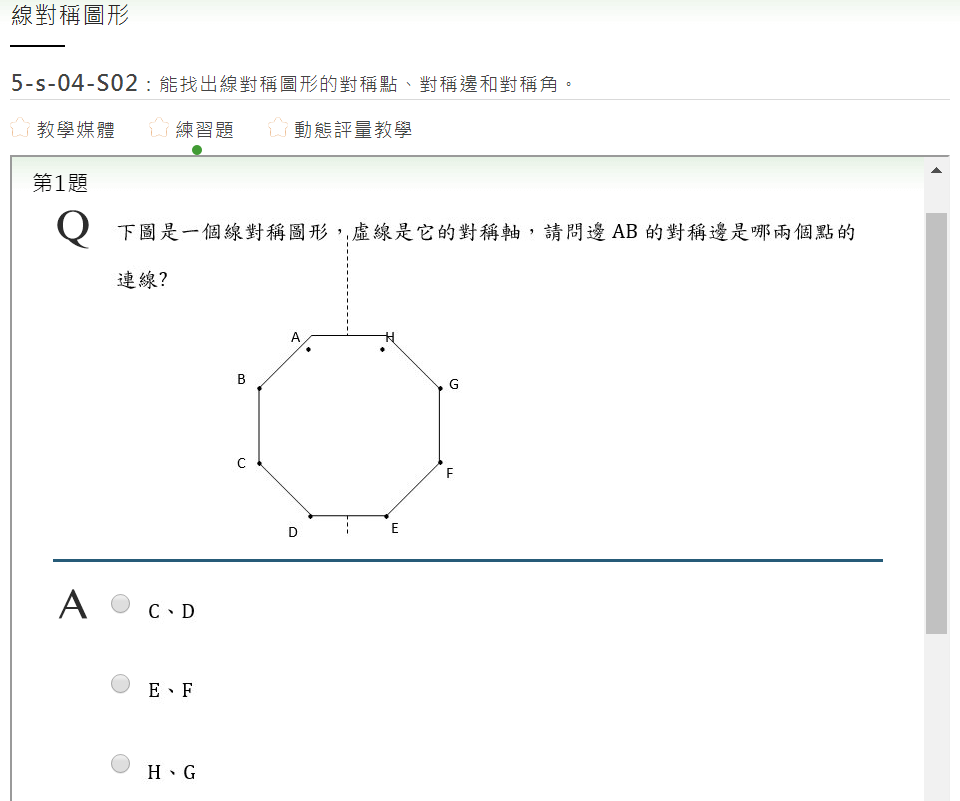 線對稱圖形
5-s-04-S02：能找出線對稱圖形的對稱點、對稱邊和對稱角。
教學媒體 練習題 動態評量教學
第1題
Q 下圖是一個線對稱圖形，虛線是它的對稱軸，請問邊 AB 的對稱邊是哪兩個點的
連線?
A H
B G
C F
D E
A C、D
E、F
H、G